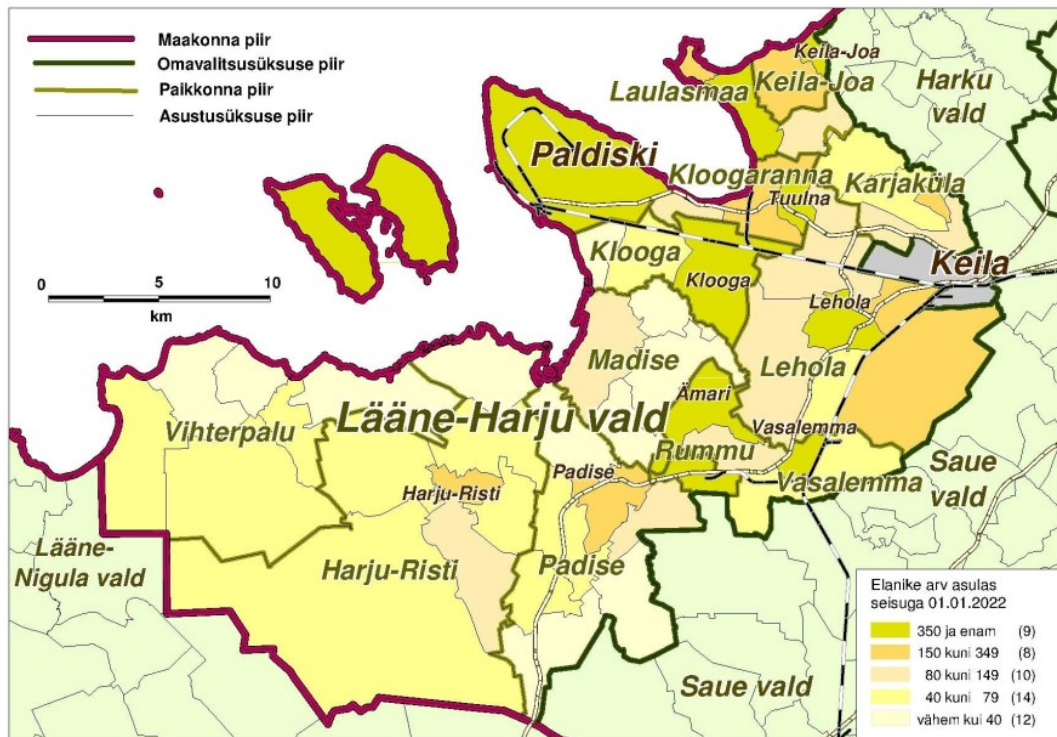 Maakonna piir
Omavalitsusüksuse piir
Paikkonna piir
Asustusüksuse piir
Keila-Joa
Laulasmaa
Keila-Joa
Harku
vald
Paldiski
Kloogaranna
Tuulna
Karjaküla
Klooga
Klooga
Keila
0 5 10
km
Lehola
Madise
Lehola
Ämari
Lääne-Harju vald
Vihterpalu
Vasalemma
Rummu
Padise
Harju-Risti
Vasalemma
Saue
vald
Lääne-
Nigula vald
Harju-Risti
Padise
Saue vald
Elanike arv asulas
seisuga 01.01.2022
350 ja enam (9)
150 kuni 349 (8)
80 kuni 149 (10)
40 kuni 79 (14)
vähem kui 40 (12)